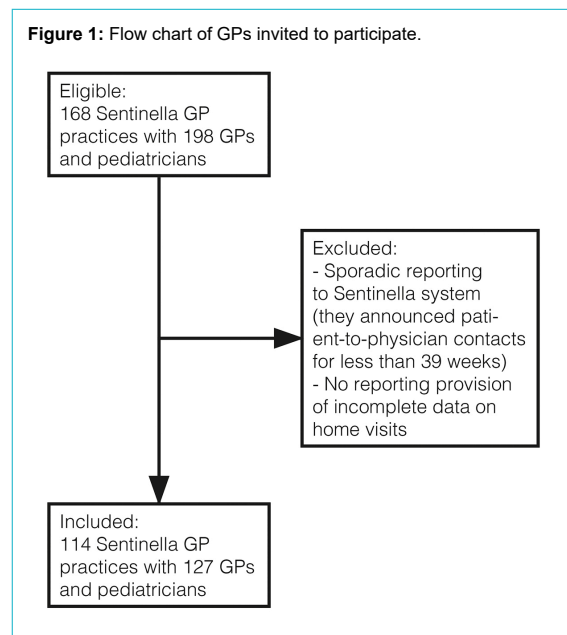 Figure 1: Flow chart of GPs invited to participate.
Eligible:
168 Sentinella GP
practices with 198 GPs
and pediatricians
Excluded:
- Sporadic reporting
to Sentinella system
(they announced pati-
ent-to-physician contacts
for less than 39 weeks)
- No reporting provision
of incomplete data on
home visits
Included:
114 Sentinella GP
practices with 127 GPs
and pediatricians